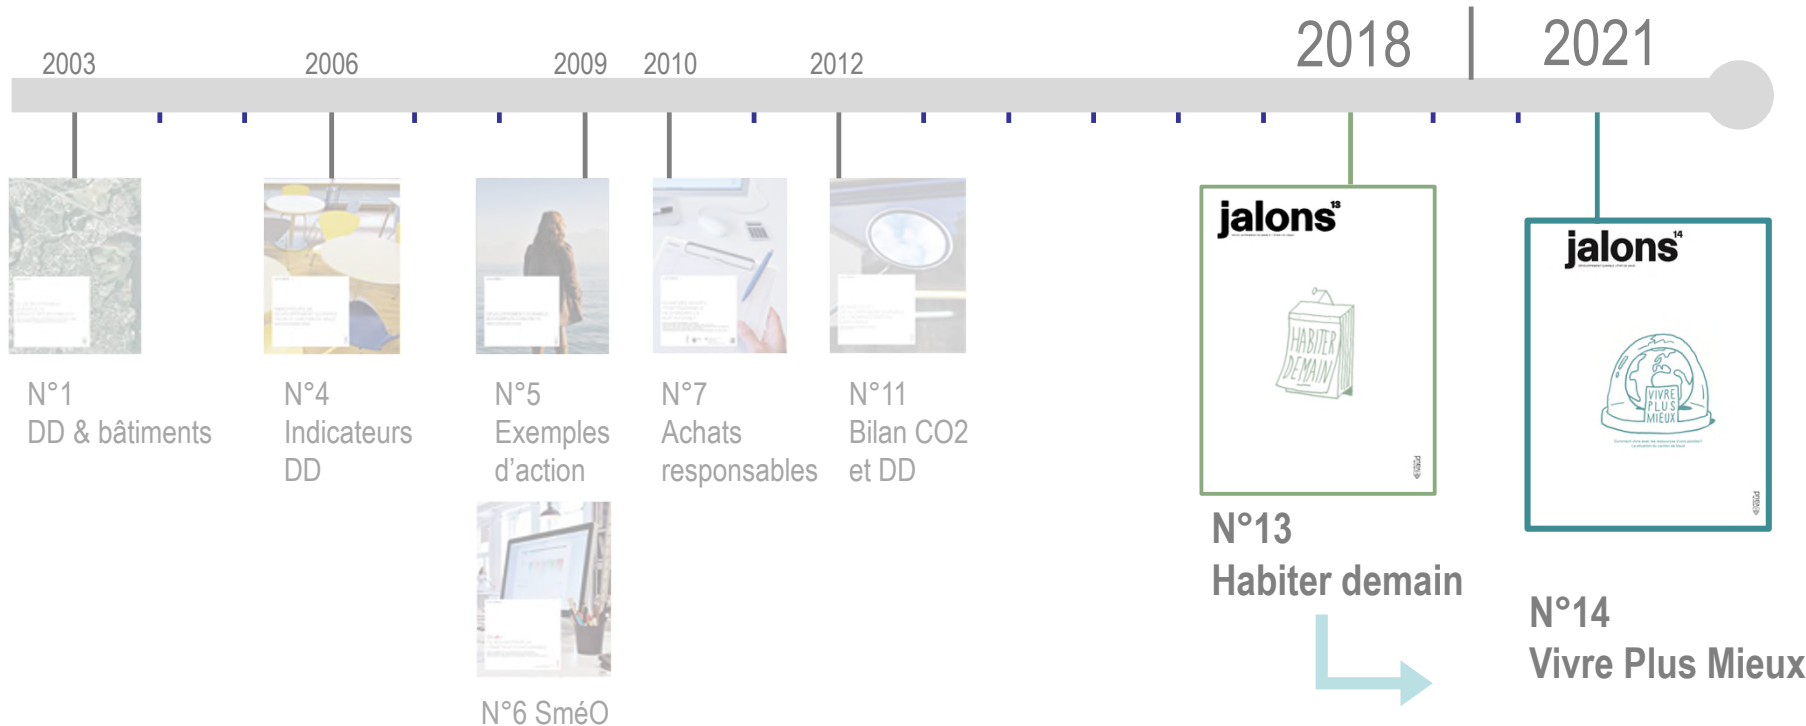 2003
2006
2009
2010
2012
2018
2021
N°1
DD & bâtiments
N°4
Indicateurs
DD
N°5
Exemples
d'action
N°6 SméO
N°7
Achats
responsables
N°11
Bilan CO2
et DD
jalons13
HABITER
DEMAIN
N°13
Habiter demain
jalons14
VIVRE
PLUS
MIEUX
N°14
Vivre Plus Mieux